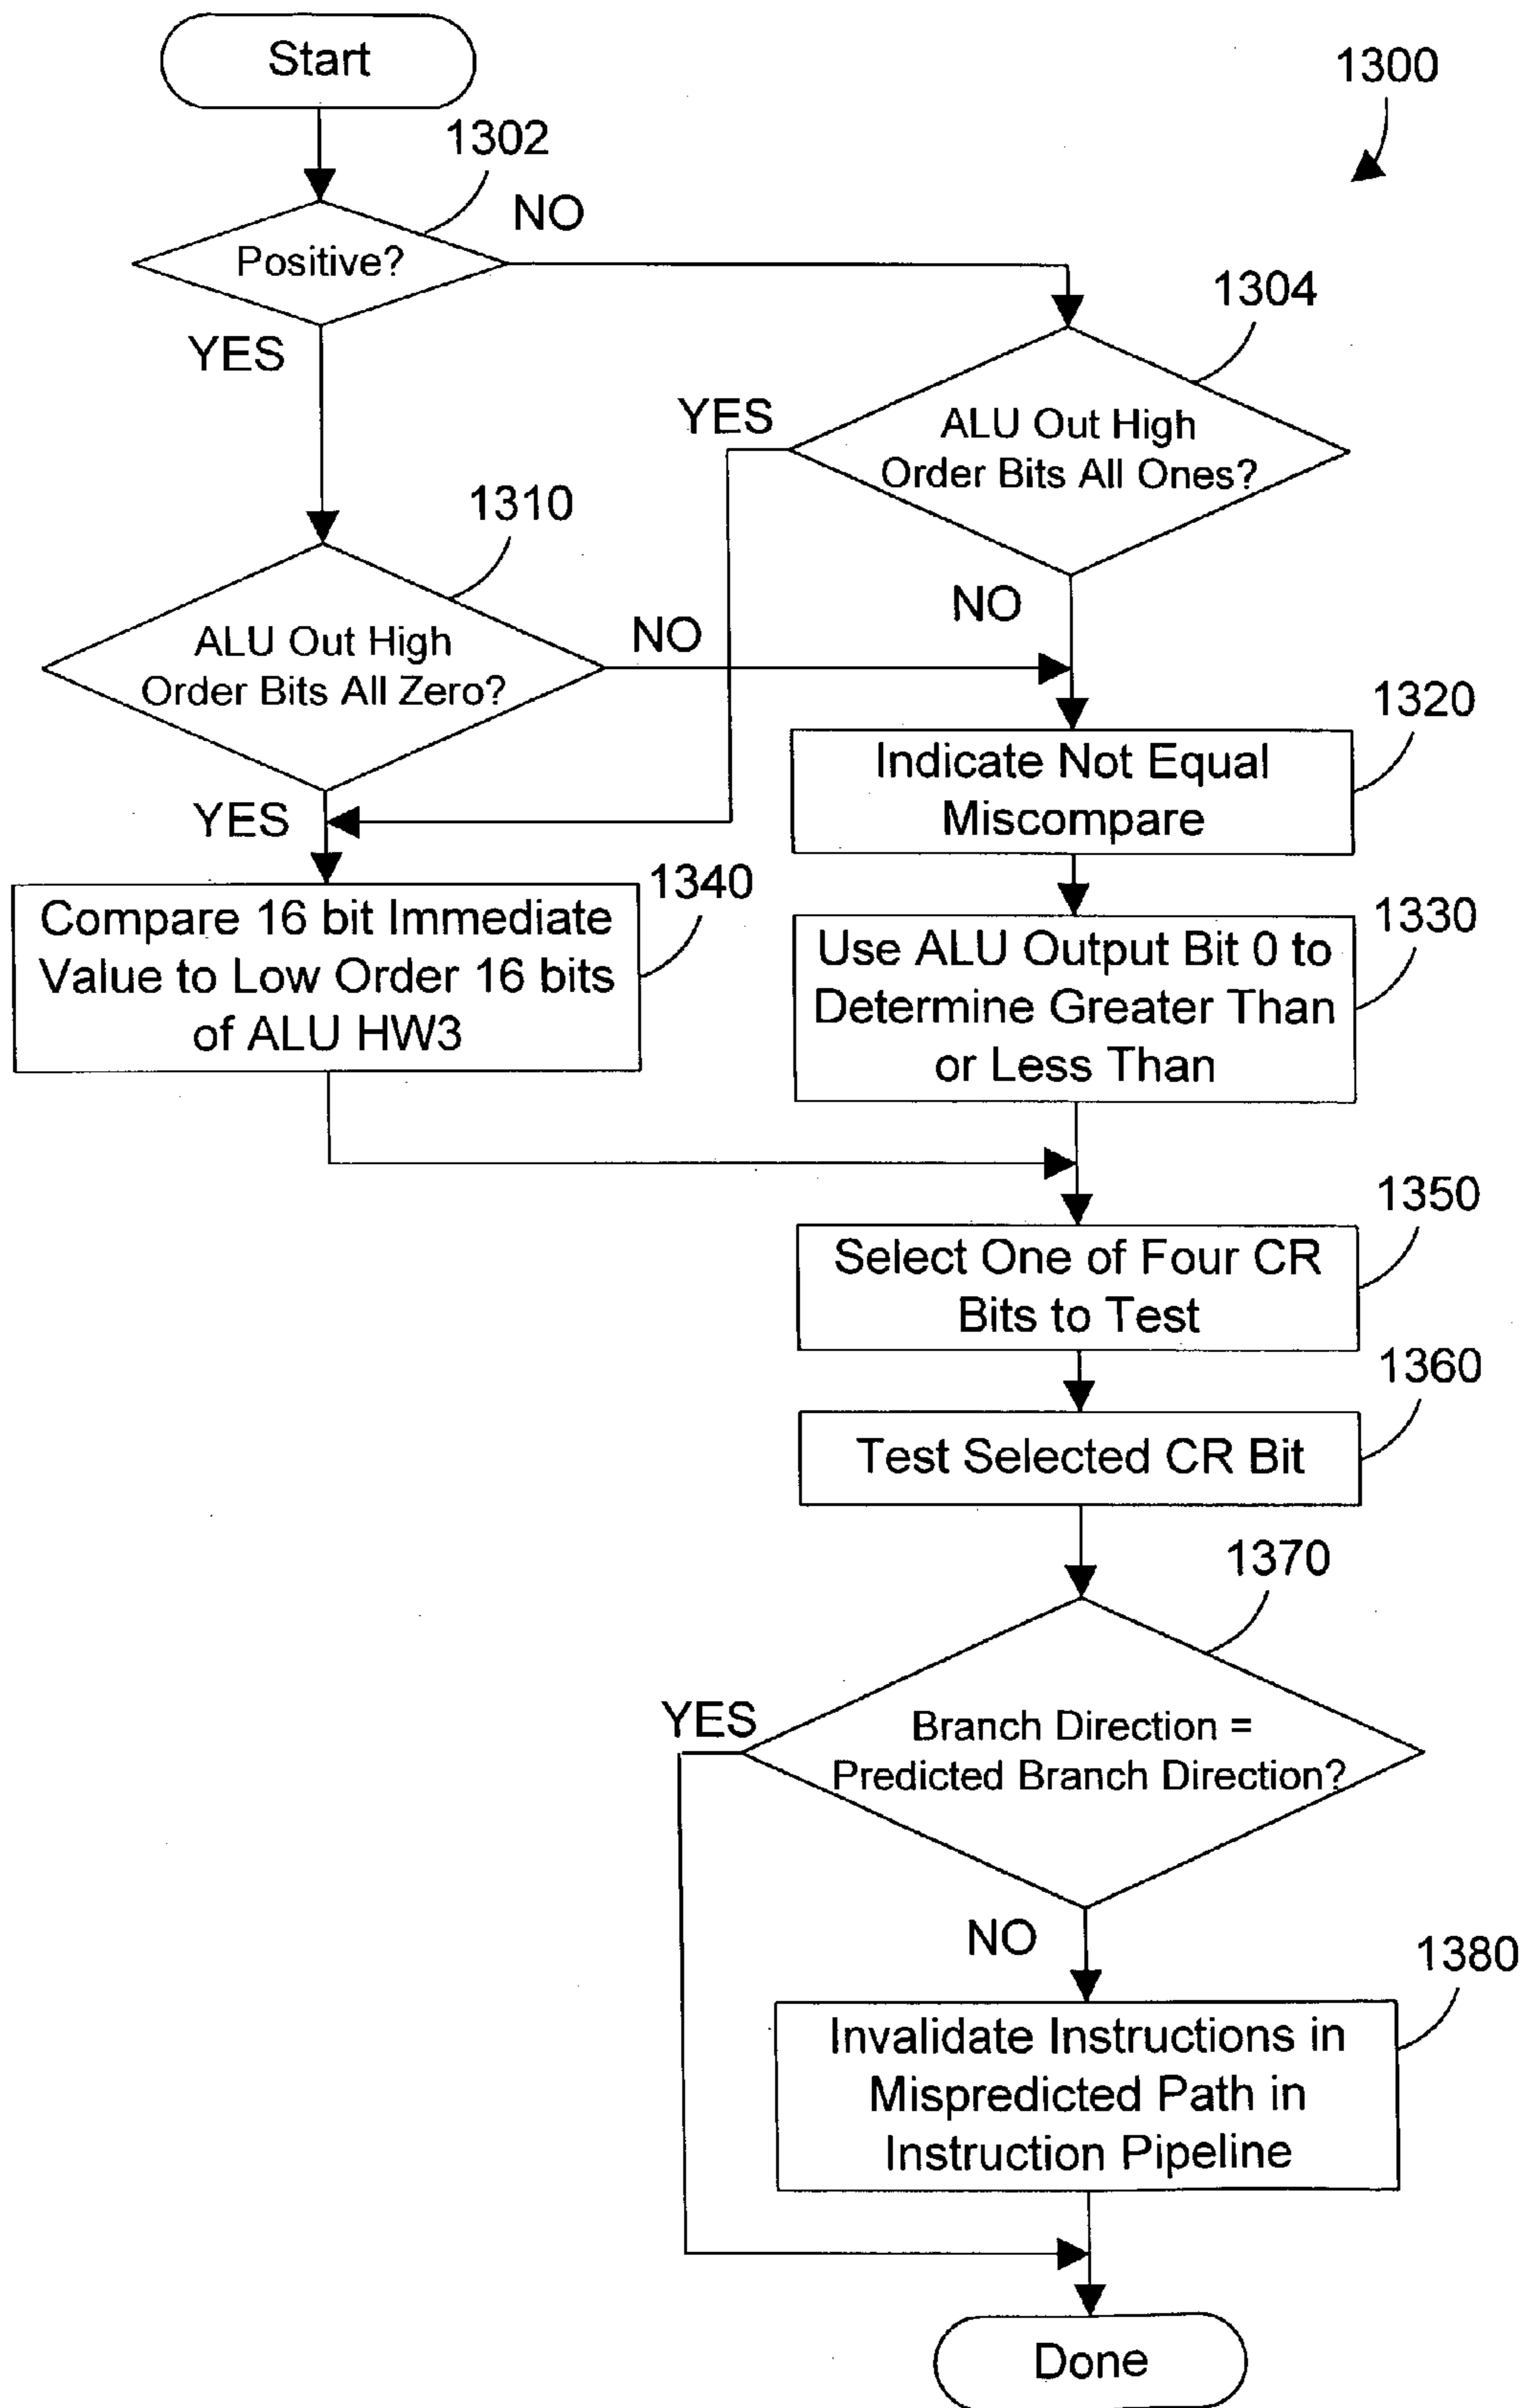 Start
1300
1302
NO
Positive?
YES
1304
YES
ALU Out High
Order Bits All Ones?
1310
NO
NO
ALU Out High
Order Bits All Zero?
1320
Indicate Not Equal
Miscompare
YES
1340
Compare 16 bit Immediate
Value to Low Order 16 bits
of ALU HW3
1330
Use ALU Output Bit 0 to
Determine Greater Than
or Less Than
1350
Select One of Four CR
Bits to Test
1360
Test Selected CR Bit
1370
YES
Branch Direction =
Predicted Branch Direction?
NO
1380
Invalidate Instructions in
Mispredicted Path in
Instruction Pipeline
Done